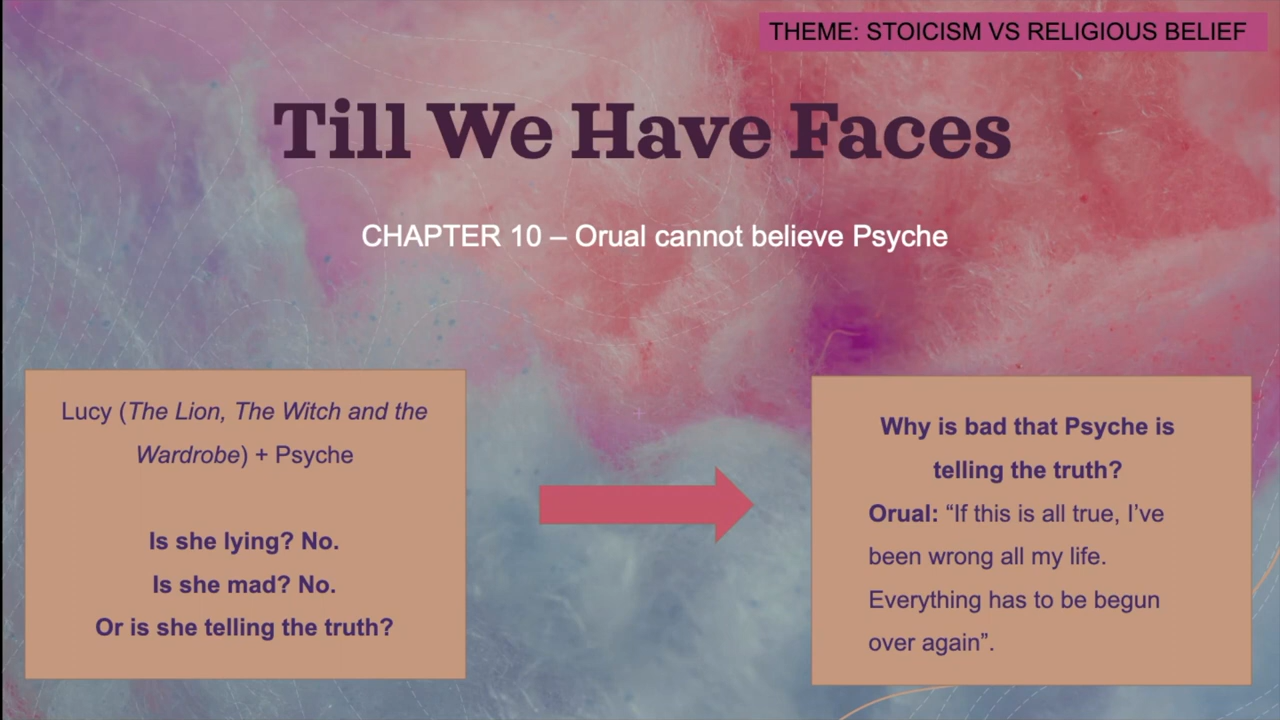 THEME: STOICISM VS RELIGIOUS BELIEF
Till We Have Faces
CHAPTER 10 – Orual cannot believe Psyche
Lucy (The Lion, The Witch and the
Wardrobe) + Psyche
Is she lying? No.
Is she mad? No.
Or is she telling the truth?
Why is bad that Psyche is
telling the truth?
Orual: “If this is all true, I’ve
been wrong all my life.
Everything has to be begun
over again”.